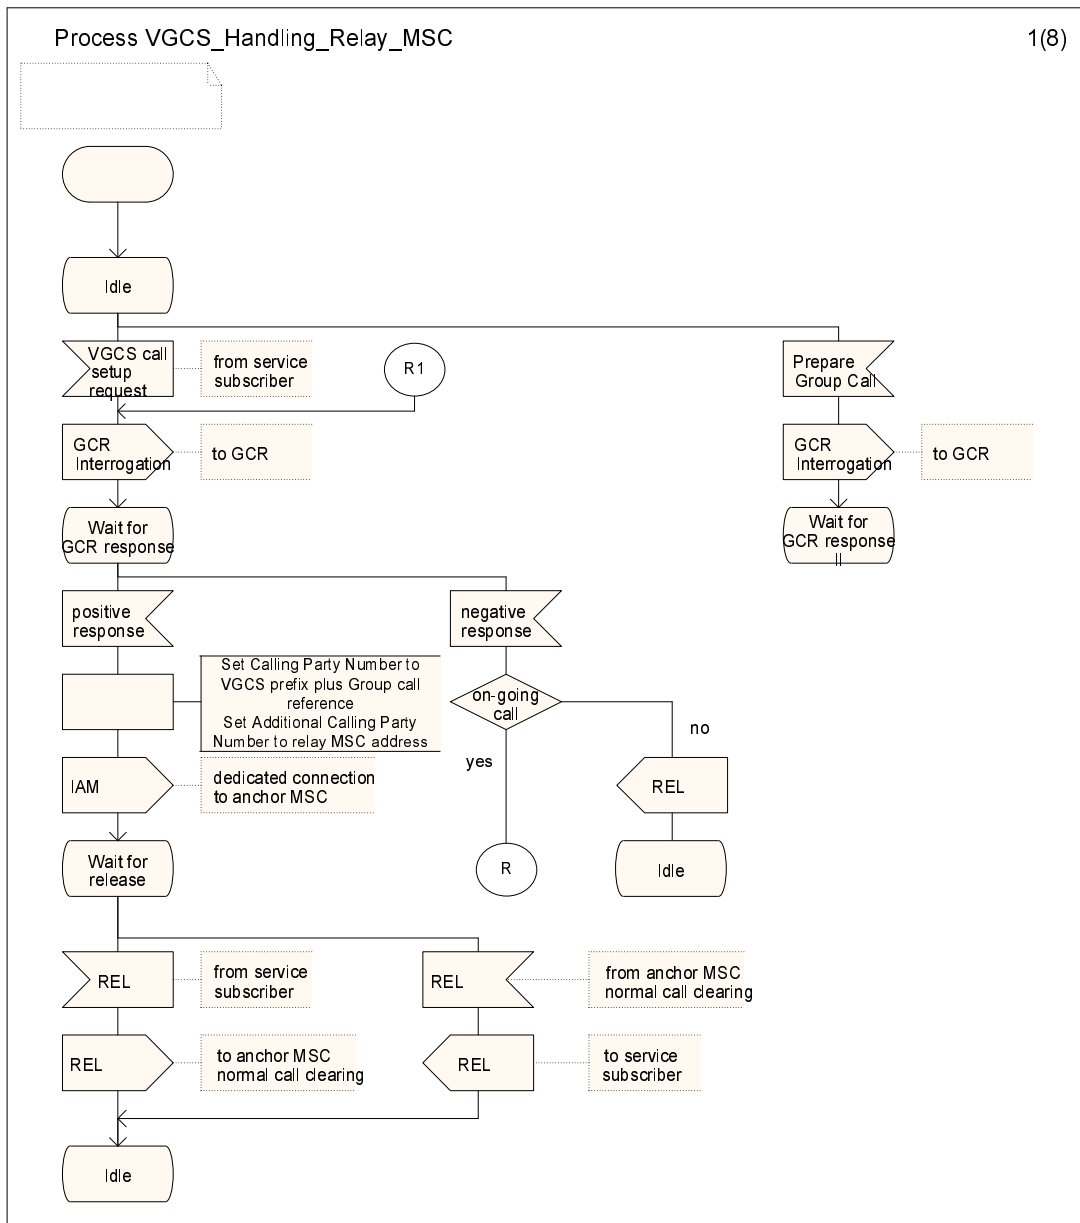 Process VGCS_Handling_Relay_MSC
1(8)
Idle
VGCS call
setup
request
from service
subscriber
R1
Prepare
Group Call
GCR
Interrogation
to GCR
GCR
Interrogation
to GCR
Wait for
GCR response
Wait for
GCR response
II
positive
response
negative
response
Set Calling Party Number to
VGCS prefix plus Group call
reference
Set Additional Calling Party
Number to relay MSC address
on-going
call
no
yes
IAM
dedicated connection
to anchor MSC
REL
Wait for
release
R
Idle
REL
from service
subscriber
REL
from anchor MSC
normal call clearing
REL
to anchor MSC
normal call clearing
REL
to service
subscriber
Idle